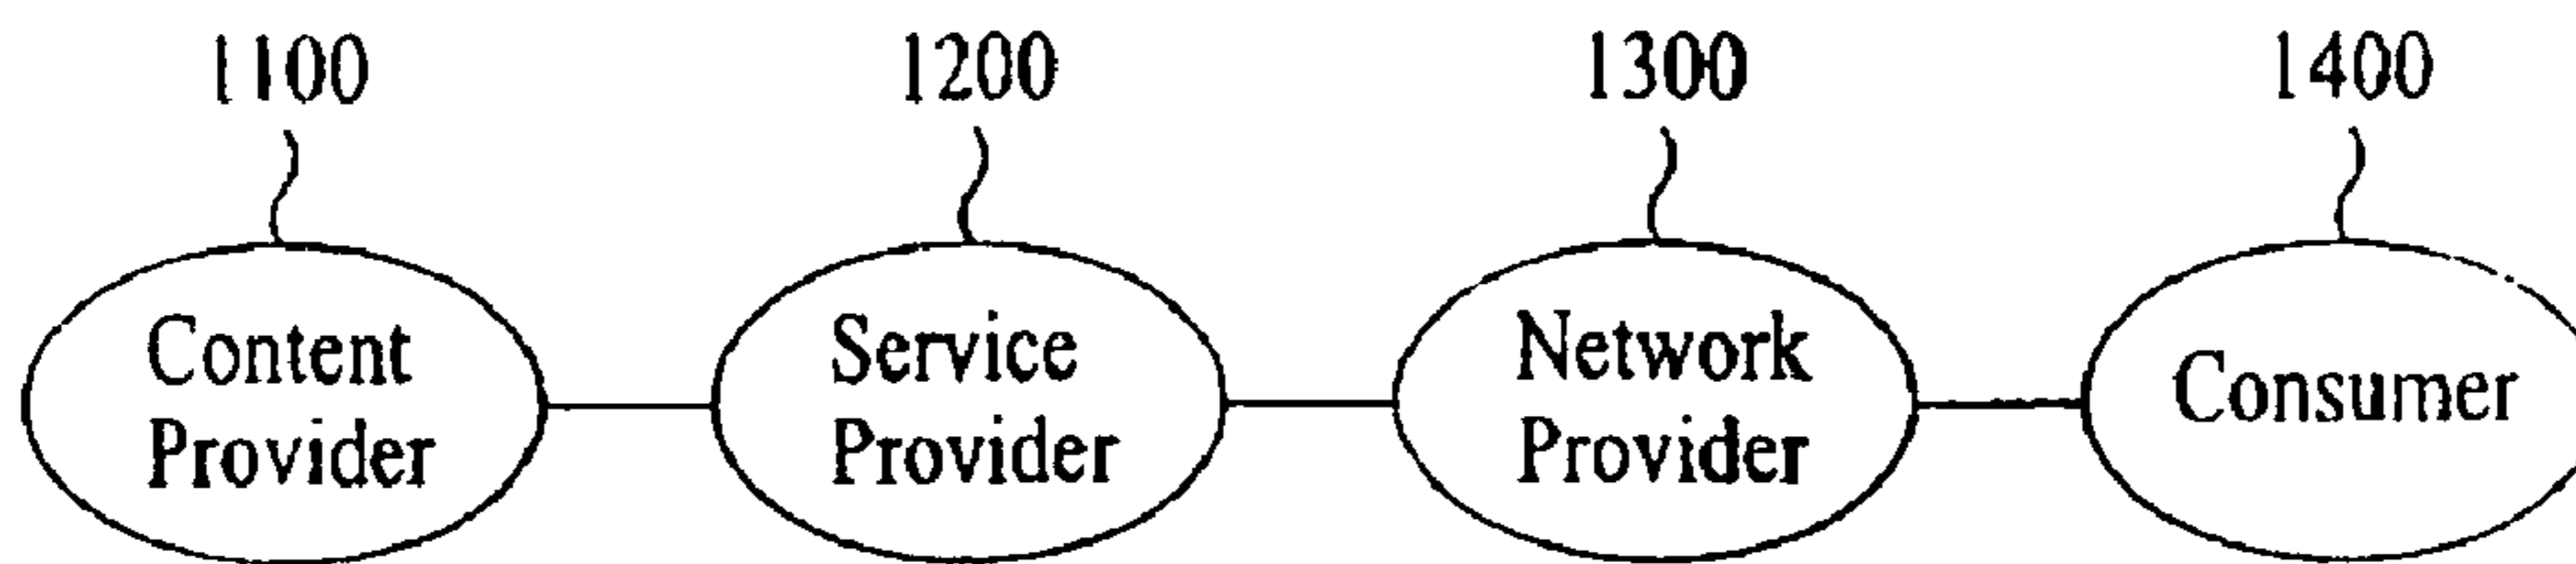 1100 1200 1300 1400
Content Service Network Consumer
Provider Provider Provider